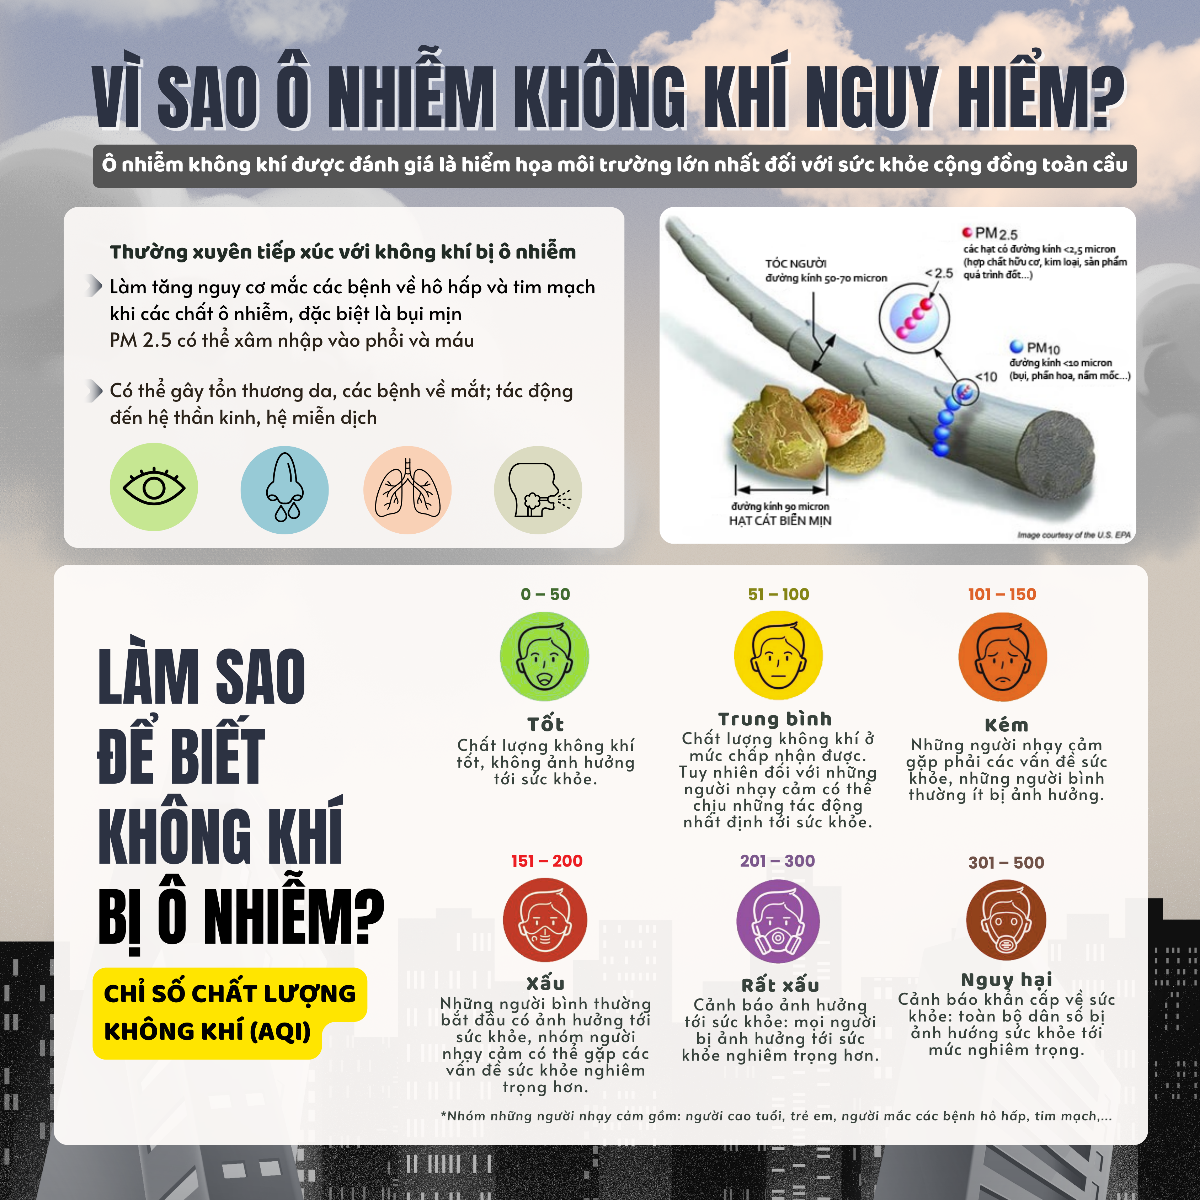 VÌ SAO Ô NHIỄM KHÔNG KHÍ NGUY HIỂM?
Ô nhiễm không khí được đánh giá là hiểm họa môi trường lớn nhất đối với sức khỏe cộng đồng toàn cầu
Thường xuyên tiếp xúc với không khí bị ô nhiễm
Làm tăng nguy cơ mắc các bệnh về hô hấp và tim mạch
khi các chất ô nhiễm, đặc biệt là bụi mịn
PM 2.5 có thể xâm nhập vào phổi và máu
Có thể gây tổn thương da, các bệnh về mắt; tác động
đến hệ thần kinh, hệ miễn dịch
PM2.5
các hạt có đường kính <2,5 micron
(hợp chất hữu cơ, kim loại, sản phẩm
quá trình đốt...)
TÓC NGƯỜI
đường kính 50-70 micron
<2.5
PM10
đường kính <10 micron
(bụi, phấn hoa, nấm mốc...)
<10
đường kính 90 micron
HẠT CÁT BIỂN MỊN
Image courtesy of the U.S. EPA
LÀM SAO
ĐỂ BIẾT
KHÔNG KHÍ
BỊ Ô NHIỄM?
CHỈ SỐ CHẤT LƯỢNG
KHÔNG KHÍ (AQI)
0 – 50
Tốt
Chất lượng không khí
tốt, không ảnh hưởng
tới sức khỏe.
51 – 100
Trung bình
Chất lượng không khí ở
mức chấp nhận được.
Tuy nhiên đối với những
người nhạy cảm có thể
chịu những tác động
nhất định tới sức khỏe.
101 – 150
Kém
Những người nhạy cảm
gặp phải các vấn đề sức
khỏe, những người bình
thường ít bị ảnh hưởng.
151 – 200
Xấu
Những người bình thường
bắt đầu có ảnh hưởng tới
sức khỏe, nhóm người
nhạy cảm có thể gặp các
vấn đề sức khỏe nghiêm
trọng hơn.
201 – 300
Rất xấu
Cảnh báo ảnh hưởng
tới sức khỏe: mọi người
bị ảnh hưởng tới sức
khỏe nghiêm trọng hơn.
301 – 500
Nguy hại
Cảnh báo khẩn cấp về sức
khỏe: toàn bộ dân số bị
ảnh hướng sức khỏe tới
mức nghiêm trọng.
*Nhóm những người nhạy cảm gồm: người cao tuổi, trẻ em, người mắc các bệnh hô hấp, tim mạch,...